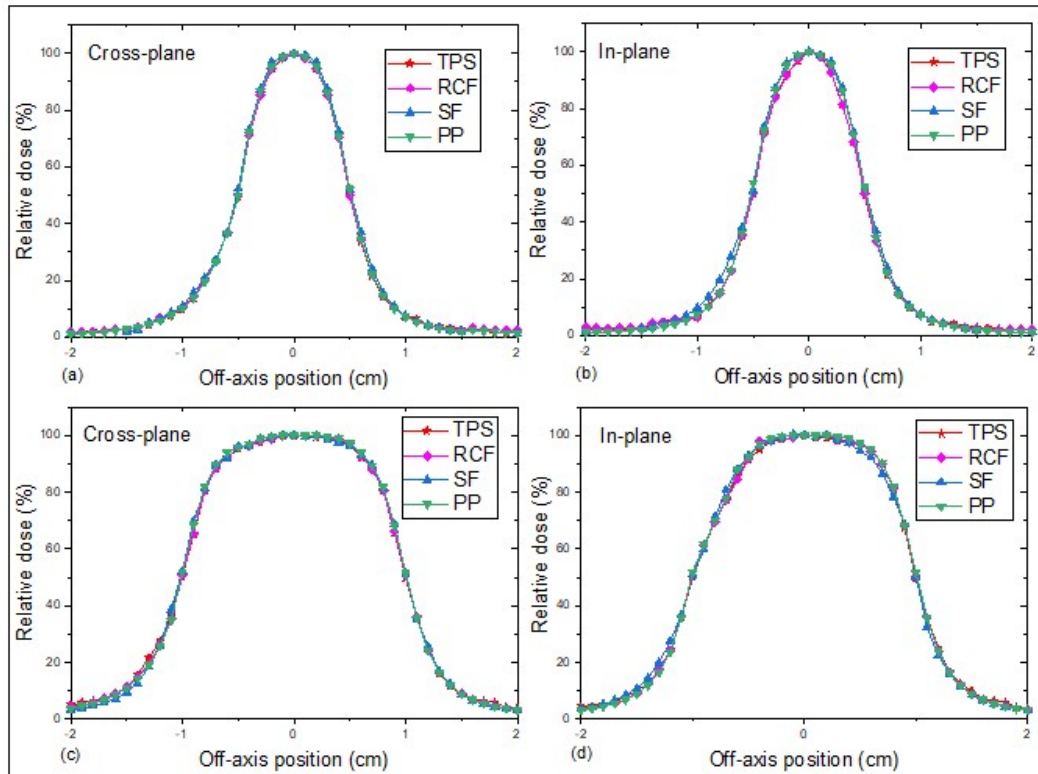 Cross-plane
TPS
RCF
SF
PP
Relative dose (%)
100
80
60
40
20
0
-2
-1
0
1
2
(a)
Off-axis position (cm)
In-plane
TPS
RCF
SF
PP
Relative dose (%)
100
80
60
40
20
0
-2
-1
0
1
2
(b)
Off-axis position (cm)
Cross-plane
TPS
RCF
SF
PP
Relative dose (%)
100
80
60
40
20
0
-2
-1
0
1
2
(c)
Off-axis position (cm)
In-plane
TPS
RCF
SF
PP
Relative dose (%)
100
80
60
40
20
0
-2
-1
0
1
2
(d)
Off-axis position (cm)